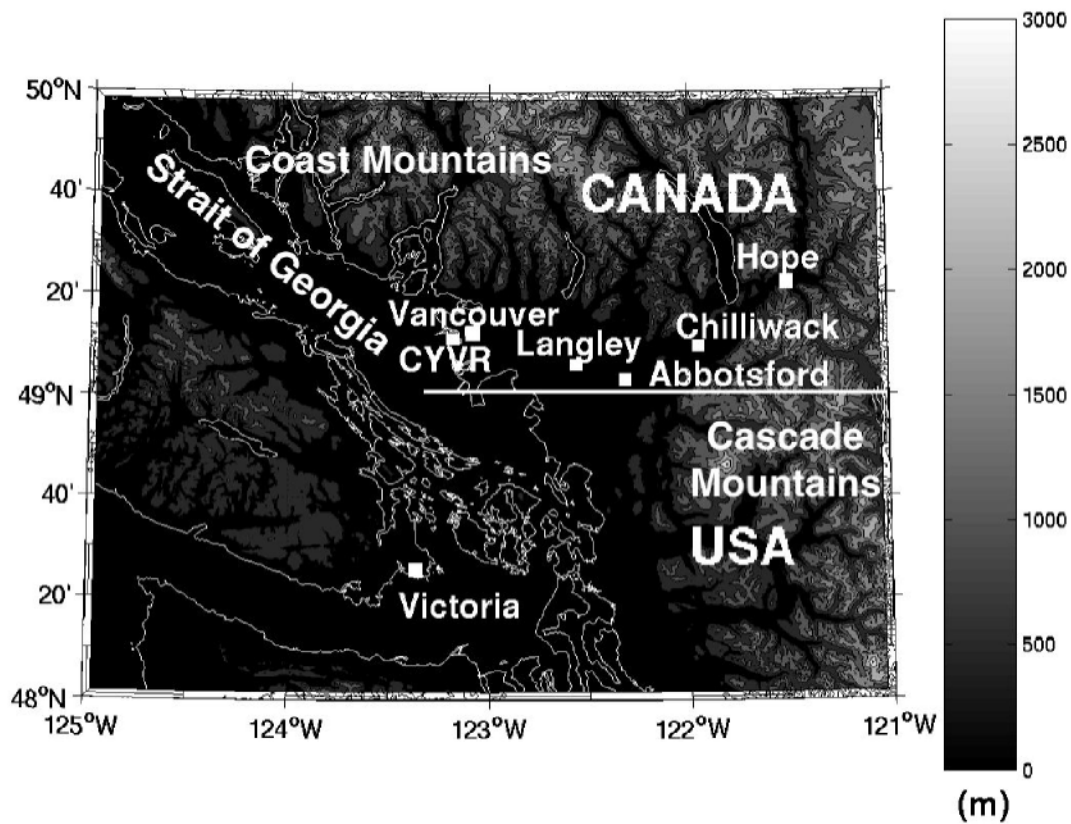 3000
50°N
Coast Mountains
2500
Strait of Georgia
40'
CANADA
Hope
2000
20'
Vancouver
Chilliwack
Langley
CYVR
Abbotsford
1500
49°N
Cascade
Mountains
40'
USA
1000
20'
Victoria
500
48°N
125°W
124°W
123°W
122°W
121°W
0
(m)